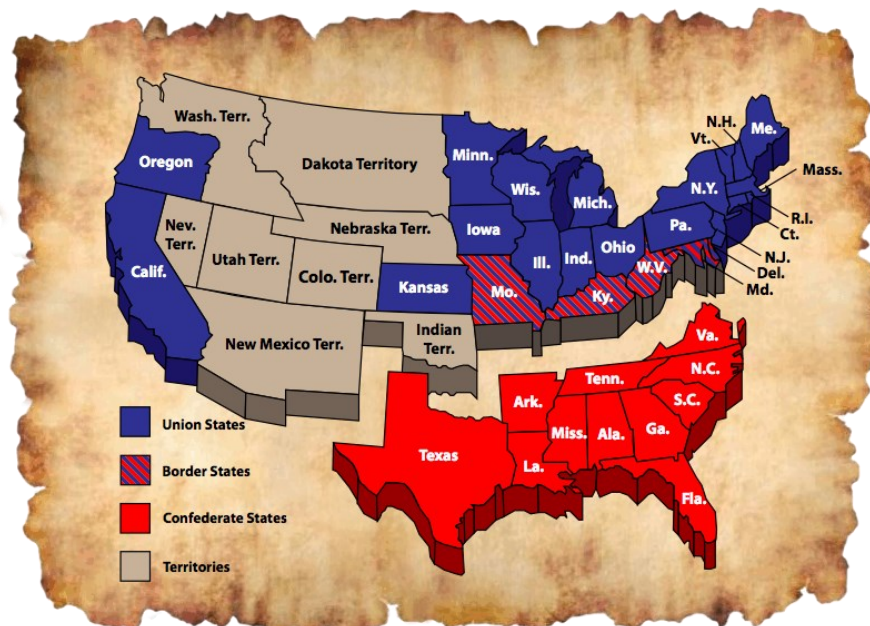 Wash. Terr.
Oregon
Dakota Territory
Minn.
Wis.
Mich.
Vt.
N.H.
Me.
Mass.
N.Y.
R.I.
Ct.
Pa.
N.J.
Del.
Md.
Nev.
Terr.
Calif.
Utah Terr.
Nebraska Terr.
Colo. Terr.
Iowa
Kansas
Ill.
Ind.
Ohio
W.V.
Mo.
Ky.
New Mexico Terr.
Indian
Terr.
Va.
N.C.
Tenn.
S.C.
Ark.
Miss.
Ala.
Ga.
Texas
La.
Fla.
Union States
Border States
Confederate States
Territories